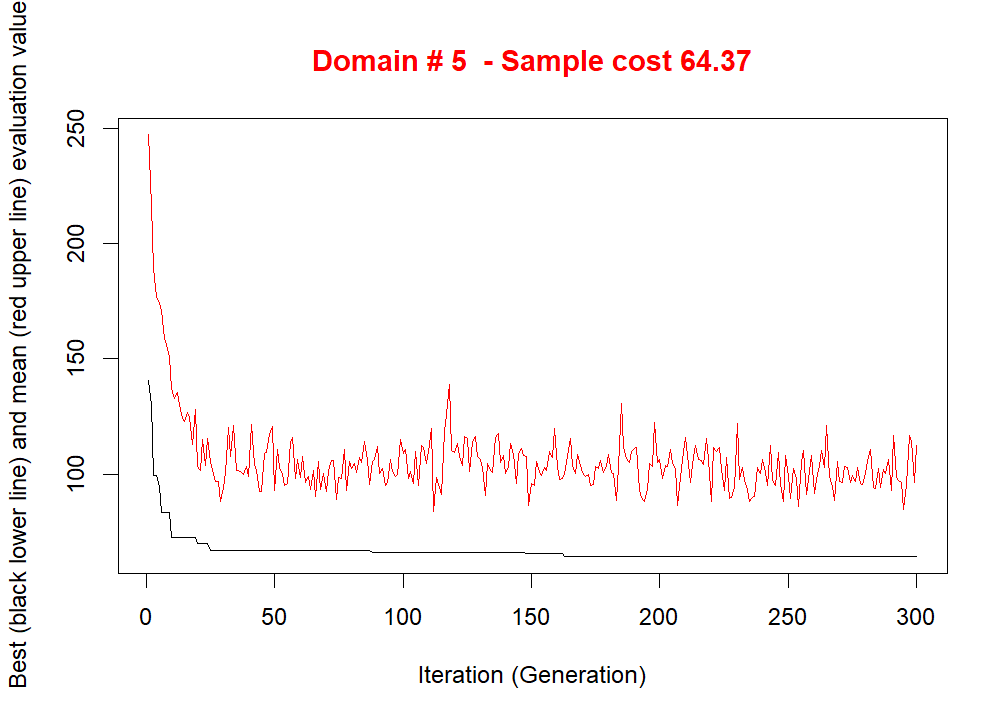 Domain # 5  - Sample cost 64.37
Best (black lower line) and mean (red upper line) evaluation value
250
200
150
100
0 50 100 150 200 250 300
Iteration (Generation)